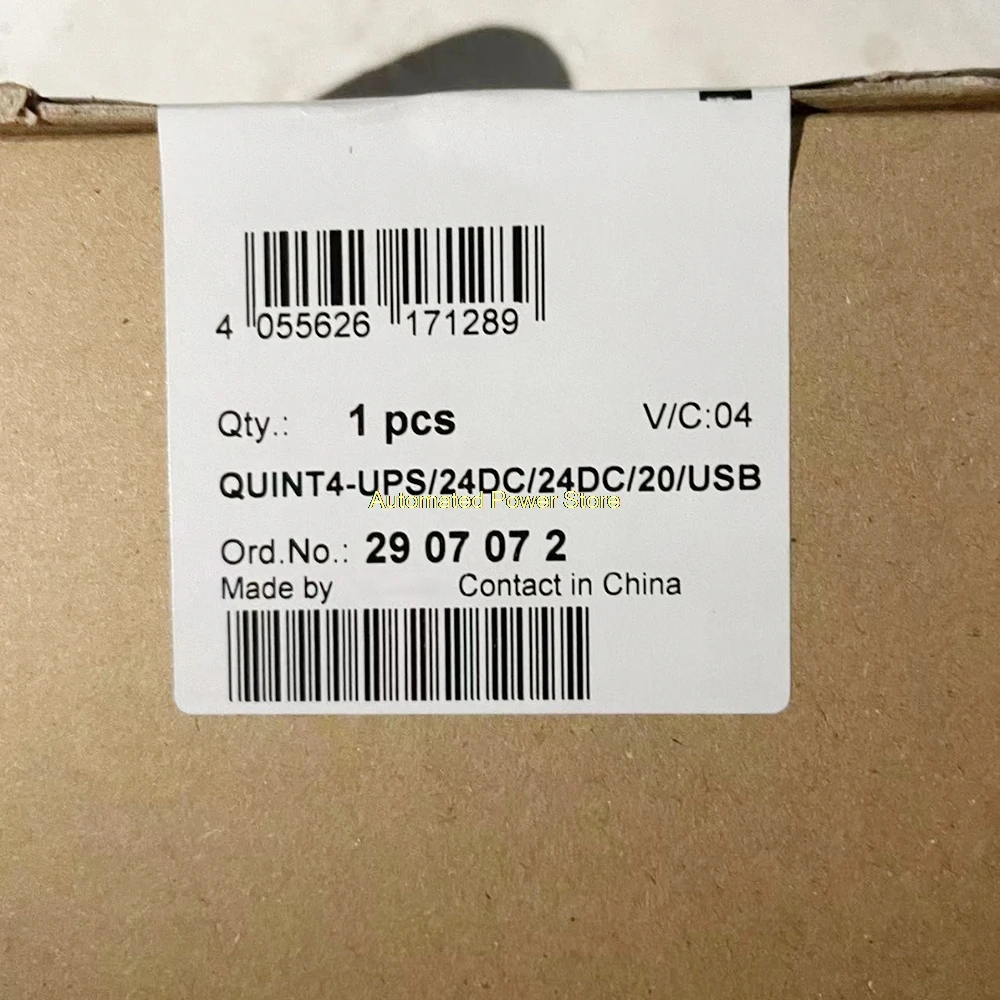 4 055626 171289
Qty.: 1 pcs V/C:04
QUINT4-UPS/24DC/24DC/20/USB
Automated Power Store
Ord.No.: 29 07 07 2
Made by Contact in China